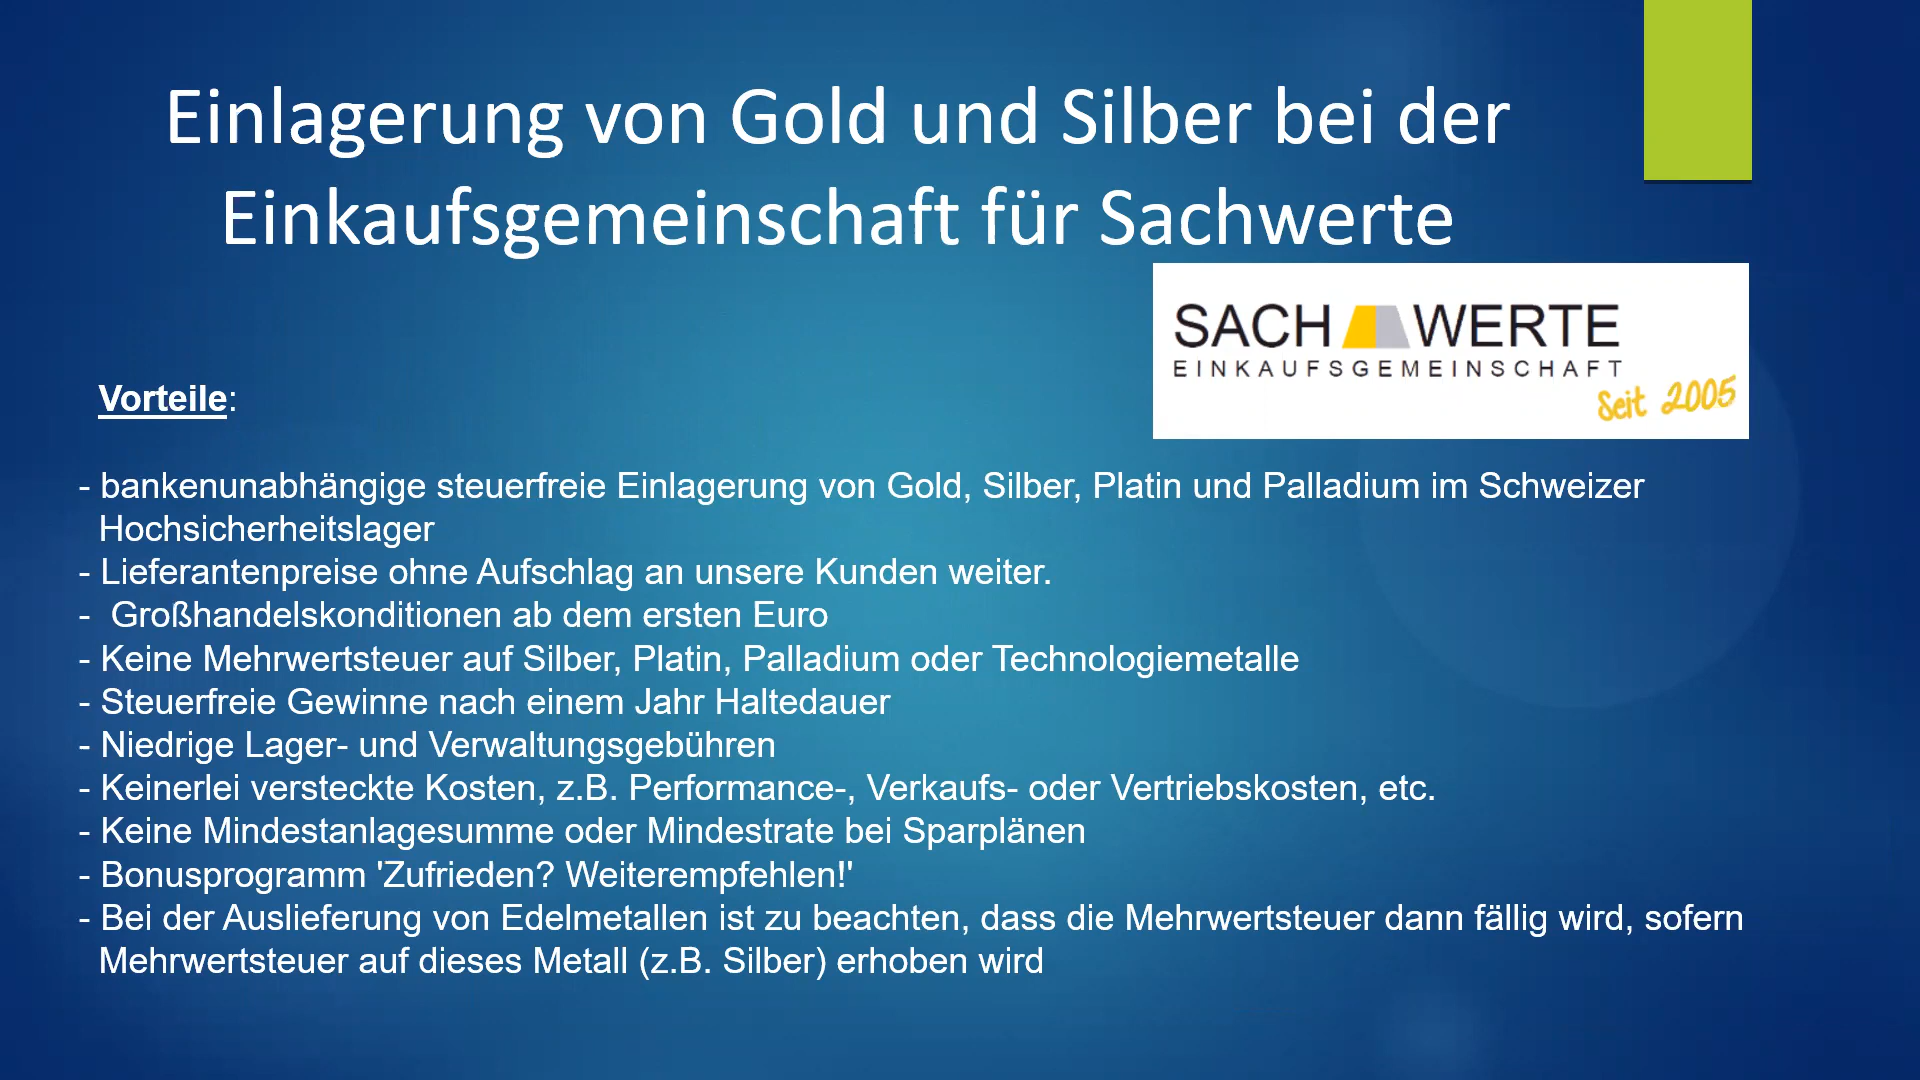 Einlagerung von Gold und Silber bei der
Einkaufsgemeinschaft für Sachwerte
SACH WERTE
EINKAUFSGEMEINSCHAFT
Seit 2005
Vorteile:
- bankenunabhängige steuerfreie Einlagerung von Gold, Silber, Platin und Palladium im Schweizer
Hochsicherheitslager
- Lieferantenpreise ohne Aufschlag an unsere Kunden weiter.
- Großhandelskonditionen ab dem ersten Euro
- Keine Mehrwertsteuer auf Silber, Platin, Palladium oder Technologiemetalle
- Steuerfreie Gewinne nach einem Jahr Haltedauer
- Niedrige Lager- und Verwaltungsgebühren
- Keinerlei versteckte Kosten, z.B. Performance-, Verkaufs- oder Vertriebskosten, etc.
- Keine Mindestanlagesumme oder Mindestrate bei Sparplänen
- Bonusprogramm 'Zufrieden? Weiterempfehlen!'
- Bei der Auslieferung von Edelmetallen ist zu beachten, dass die Mehrwertsteuer dann fällig wird, sofern
Mehrwertsteuer auf dieses Metall (z.B. Silber) erhoben wird